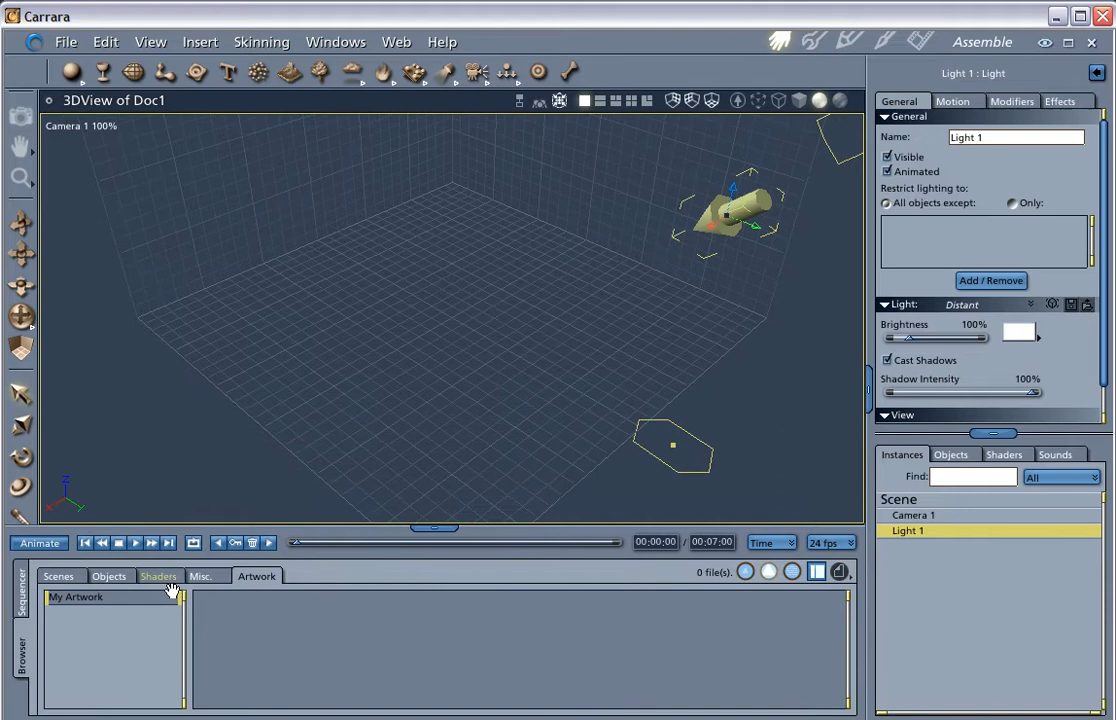 Carrara
File Edit View Insert Skinning Windows Web Help Assemble
3DView of Doc1
Camera 1 100%
Z
X
Y
Light 1 : Light
General Motion Modifiers Effects
General
Name: Light 1
Visible
Animated
Restrict lighting to:
All objects except: Only:
Add / Remove
Light: Distant
Brightness 100%
Cast Shadows
Shadow Intensity 100%
View
Instances Objects Shaders Sounds
Find: All
Scene
Camera 1
Light 1
Animate 00:00:00 / 00:07:00 Time 24 fps
Sequencer
Browser
Scenes Objects Shaders Misc. Artwork 0 file(s).
My Artwork